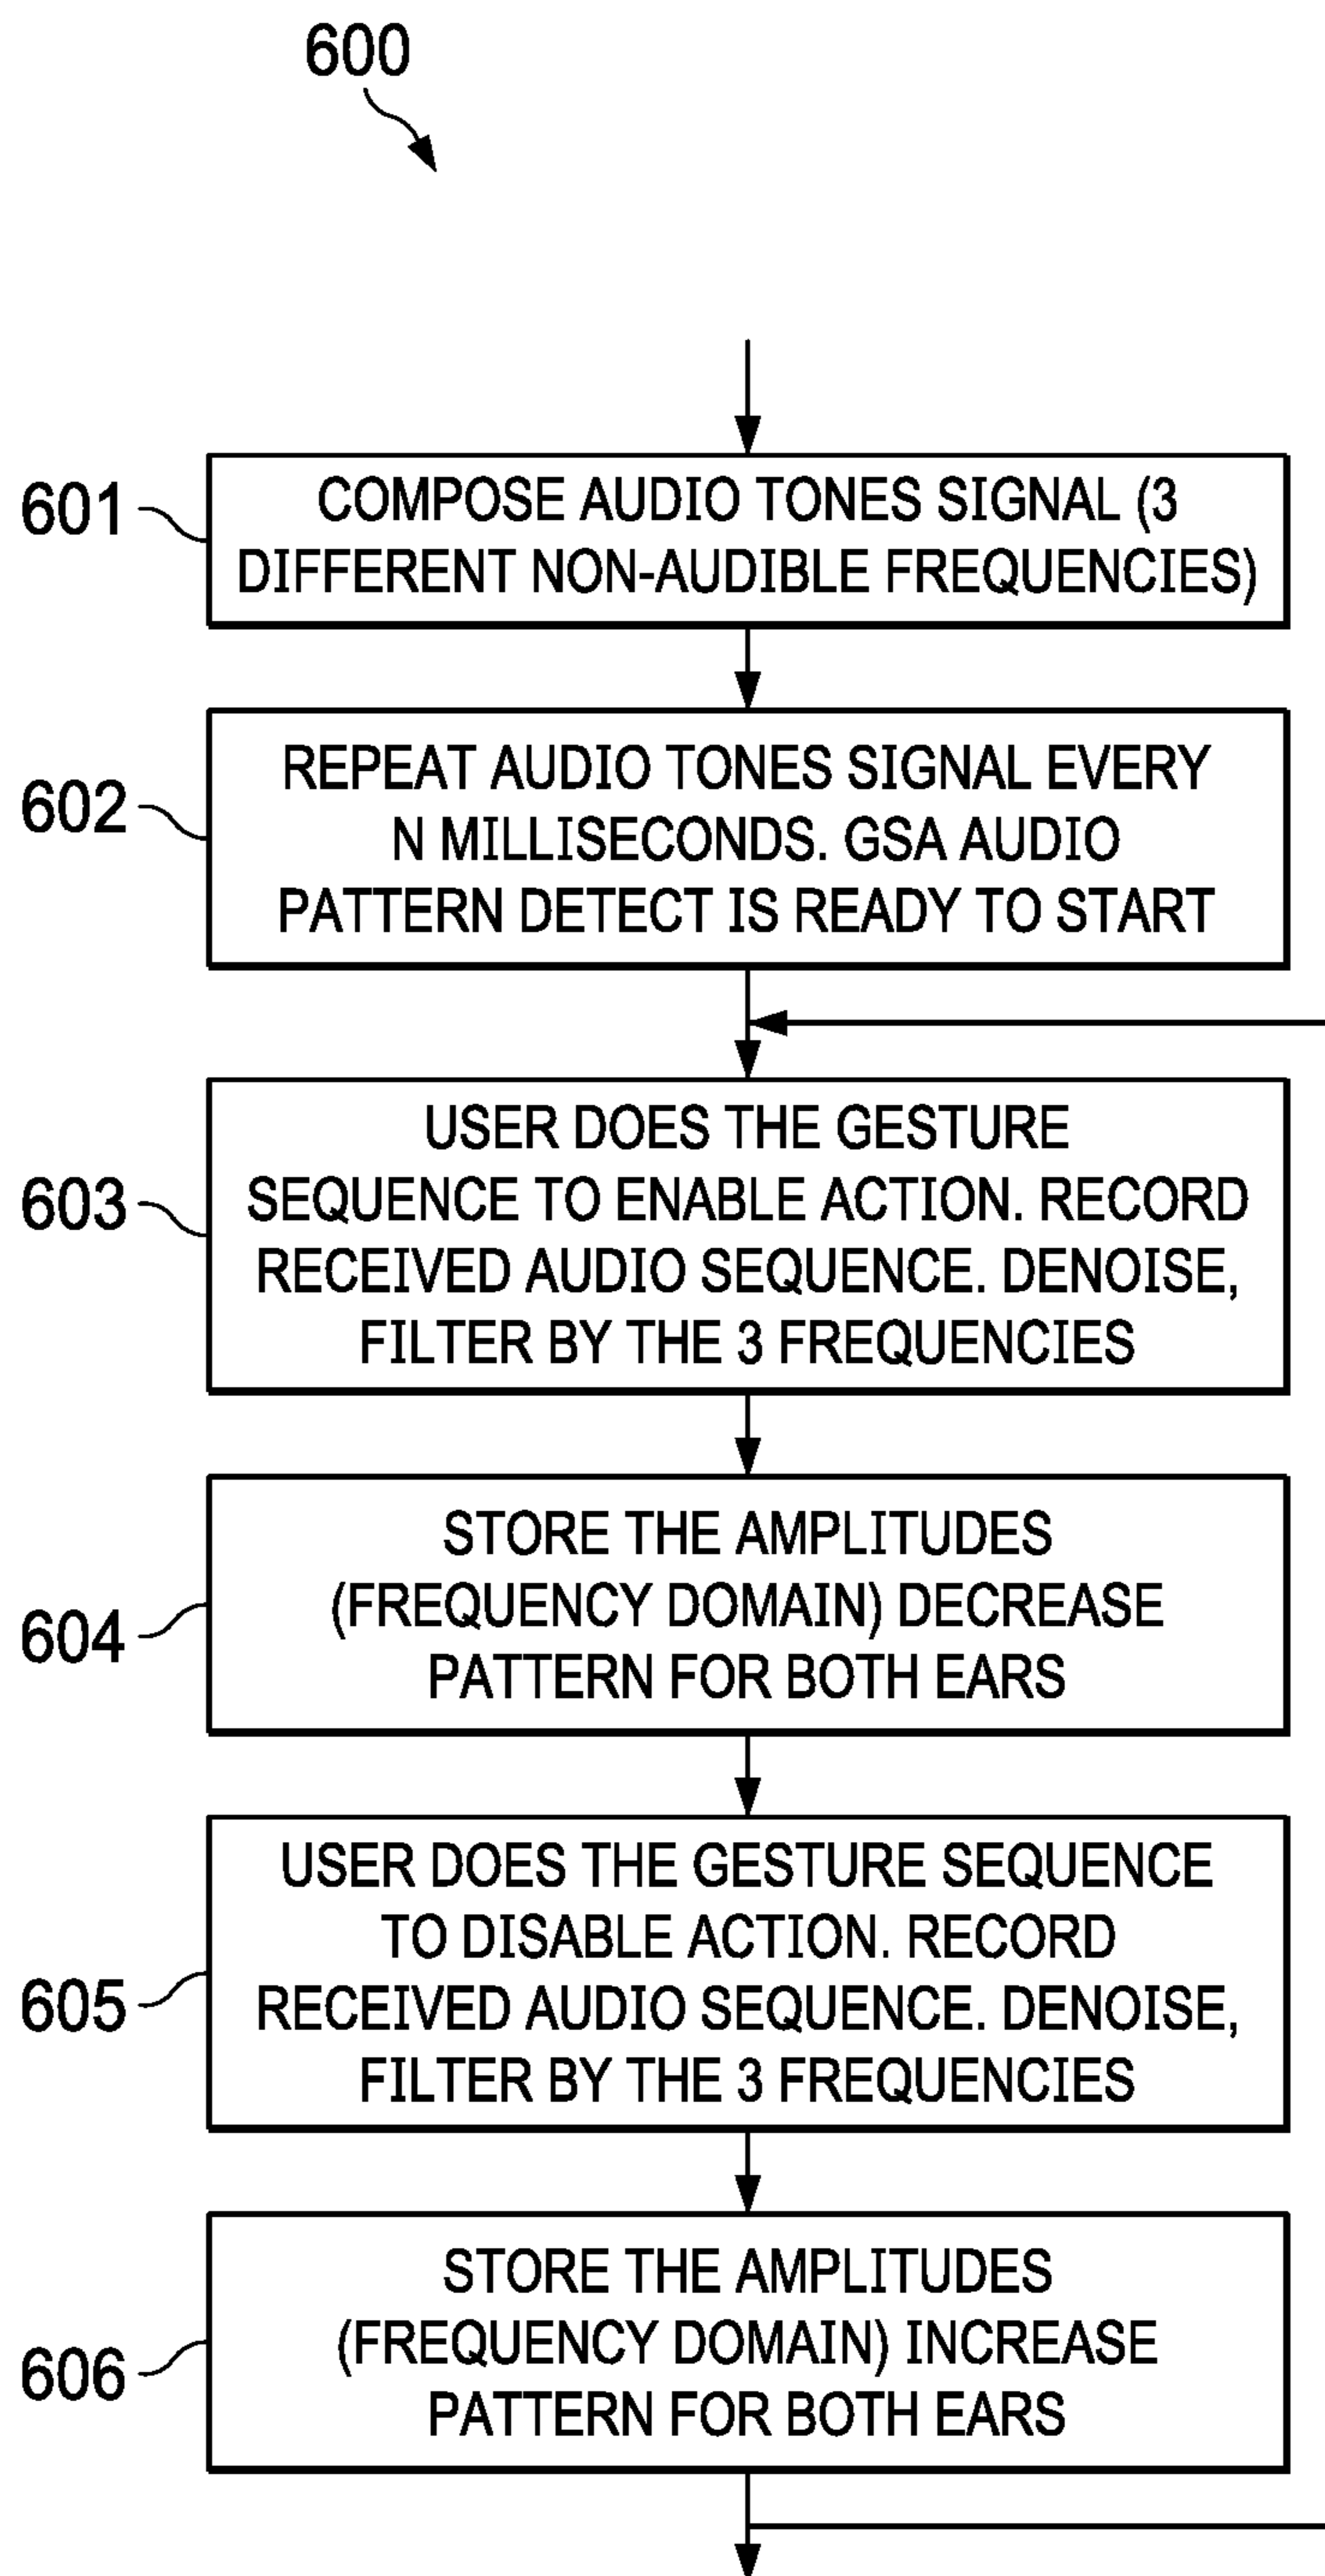 600
601
COMPOSE AUDIO TONES SIGNAL (3
DIFFERENT NON-AUDIBLE FREQUENCIES)
602
REPEAT AUDIO TONES SIGNAL EVERY
N MILLISECONDS. GSA AUDIO
PATTERN DETECT IS READY TO START
603
USER DOES THE GESTURE
SEQUENCE TO ENABLE ACTION. RECORD
RECEIVED AUDIO SEQUENCE. DENOISE,
FILTER BY THE 3 FREQUENCIES
604
STORE THE AMPLITUDES
(FREQUENCY DOMAIN) DECREASE
PATTERN FOR BOTH EARS
605
USER DOES THE GESTURE SEQUENCE
TO DISABLE ACTION. RECORD
RECEIVED AUDIO SEQUENCE. DENOISE,
FILTER BY THE 3 FREQUENCIES
606
STORE THE AMPLITUDES
(FREQUENCY DOMAIN) INCREASE
PATTERN FOR BOTH EARS